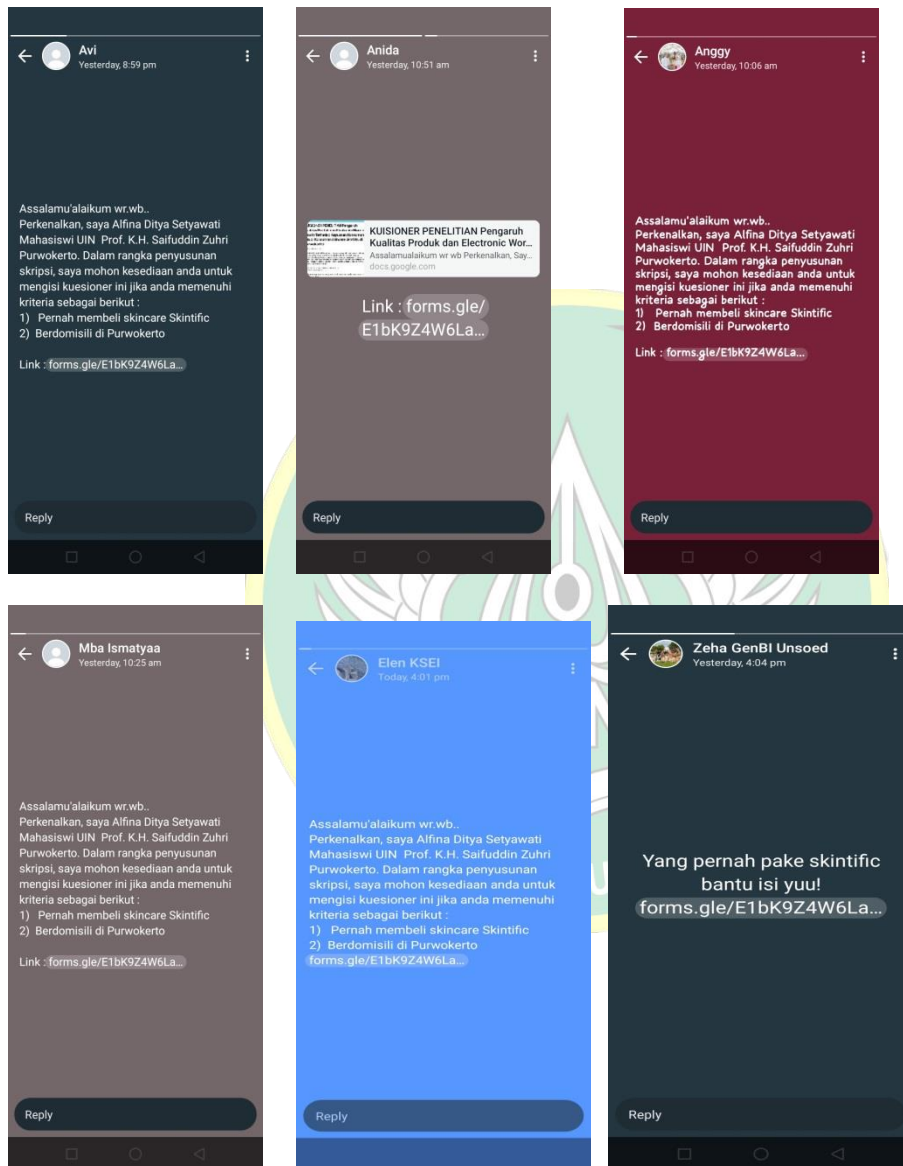 Avi
Yesterday, 8:59 pm
Assalamu'alaikum wr.wb..
Perkenalkan, saya Alfina Ditya Setyawati
Mahasiswi UIN Prof. K.H. Saifuddin Zuhri
Purwokerto. Dalam rangka penyusunan
skripsi, saya mohon kesediaan anda untuk
mengisi kuesioner ini jika anda memenuhi
kriteria sebagai berikut :
1) Pernah membeli skincare Skintific
2) Berdomisili di Purwokerto
Link : forms.gle/E1bK9Z4W6La...
Reply
Anida
Yesterday, 10:51 am
KUISIONER PENELITIAN Pengaruh
Kualitas Produk dan Electronic Wor...
Assalamualaikum wr wb Perkenalkan, Say...
docs.google.com
Link : forms.gle/
E1bK9Z4W6La...
Reply
Anggy
Yesterday, 10:06 am
Assalamu'alaikum wr.wb..
Perkenalkan, saya Alfina Ditya Setyawati
Mahasiswi UIN Prof. K.H. Saifuddin Zuhri
Purwokerto. Dalam rangka penyusunan
skripsi, saya mohon kesediaan anda untuk
mengisi kuesioner ini jika anda memenuhi
kriteria sebagai berikut :
1) Pernah membeli skincare Skintific
2) Berdomisili di Purwokerto
Link : forms.gle/E1bK9Z4W6La...
Reply
Mba Ismatyaa
Yesterday, 10:25 am
Assalamu'alaikum wr.wb..
Perkenalkan, saya Alfina Ditya Setyawati
Mahasiswi UIN Prof. K.H. Saifuddin Zuhri
Purwokerto. Dalam rangka penyusunan
skripsi, saya mohon kesediaan anda untuk
mengisi kuesioner ini jika anda memenuhi
kriteria sebagai berikut :
1) Pernah membeli skincare Skintific
2) Berdomisili di Purwokerto
Link : forms.gle/E1bK9Z4W6La...
Reply
Elen KSEI
Today, 4:01 pm
Assalamu'alaikum wr.wb..
Perkenalkan, saya Alfina Ditya Setyawati
Mahasiswi UIN Prof. K.H. Saifuddin Zuhri
Purwokerto. Dalam rangka penyusunan
skripsi, saya mohon kesediaan anda untuk
mengisi kuesioner ini jika anda memenuhi
kriteria sebagai berikut :
1) Pernah membeli skincare Skintific
2) Berdomisili di Purwokerto
forms.gle/E1bK9Z4W6La...
Reply
Zeha GenBI Unsoed
Yesterday, 4:04 pm
Yang pernah pake skintific
bantu isi yuu!
forms.gle/E1bK9Z4W6La...
Reply